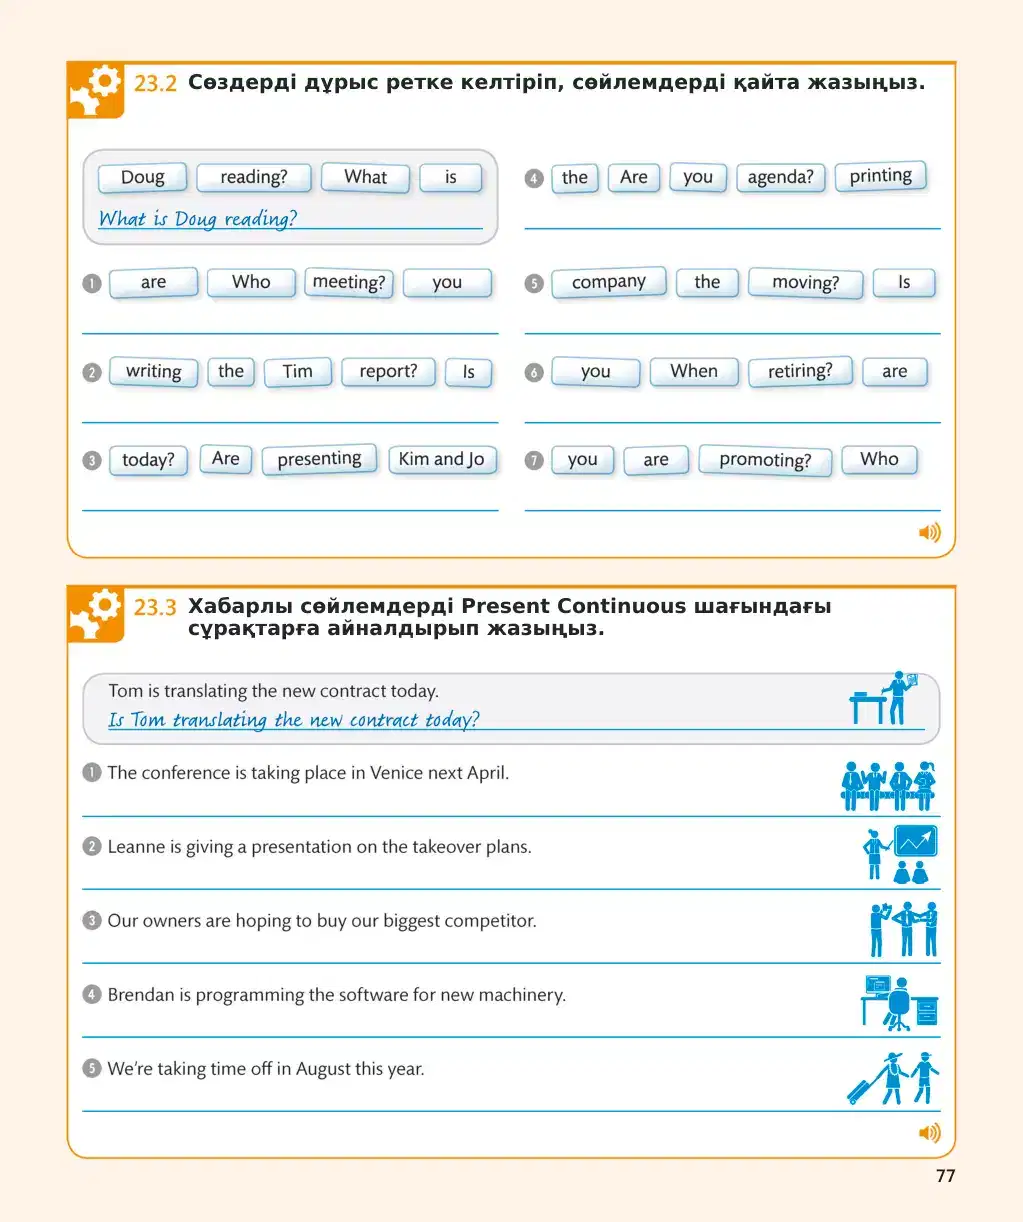 23.2 Сөздерді дұрыс ретке келтіріп, сөйлемдерді қайта жазыңыз.
Doug reading? What is
What is Doug reading?
1 are Who meeting? you
2 writing the Tim report? Is
3 today? Are presenting Kim and Jo
4 the Are you agenda? printing
5 company the moving? Is
6 you When retiring? are
7 you are promoting? Who
23.3 Хабарлы сөйлемдерді Present Continuous шағындағы
сұрақтарға айналдырып жазыңыз.
Tom is translating the new contract today.
Is Tom translating the new contract today?
1 The conference is taking place in Venice next April.
2 Leanne is giving a presentation on the takeover plans.
3 Our owners are hoping to buy our biggest competitor.
4 Brendan is programming the software for new machinery.
5 We're taking time off in August this year.
77